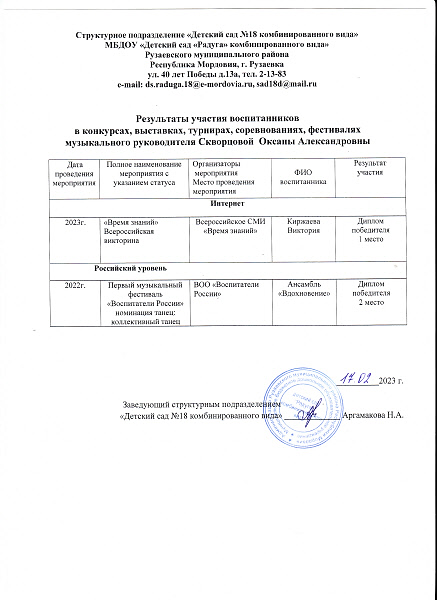 Структурное подразделение «Детский сад №18 комбинированного вида»
МБДОУ «Детский сад «Радуга» комбинированного вида»
Рузаевского муниципального района
Республика Мордовия, г. Рузаевка
ул. 40 лет Победы д.13а, тел. 2-13-83
e-mail: ds.raduga.18@e-mordovia.ru, sad18d@mail.ru
Результаты участия воспитанников
в конкурсах, выставках, турнирах, соревнованиях, фестивалях
музыкального руководителя Скворцовой Оксаны Александровны
Дата проведения мероприятия
Полное наименование мероприятия с указанием статуса
Организаторы мероприятия Место проведения мероприятия
ФИО воспитанника
Результат участия
Интернет
2023г.
«Время знаний» Всероссийская викторина
Всероссийское СМИ «Время знаний»
Киржаева Виктория
Диплом победителя 1 место
Российский уровень
2022г.
Первый музыкальный фестиваль «Воспитатели России» номинация танец: коллективный танец
ВОО «Воспитатели России»
Ансамбль «Вдохновение»
Диплом победителя 2 место
17.02 2023 г.
Заведующий структурным подразделением
«Детский сад №18 комбинированного вида» Аргамакова Н.А.